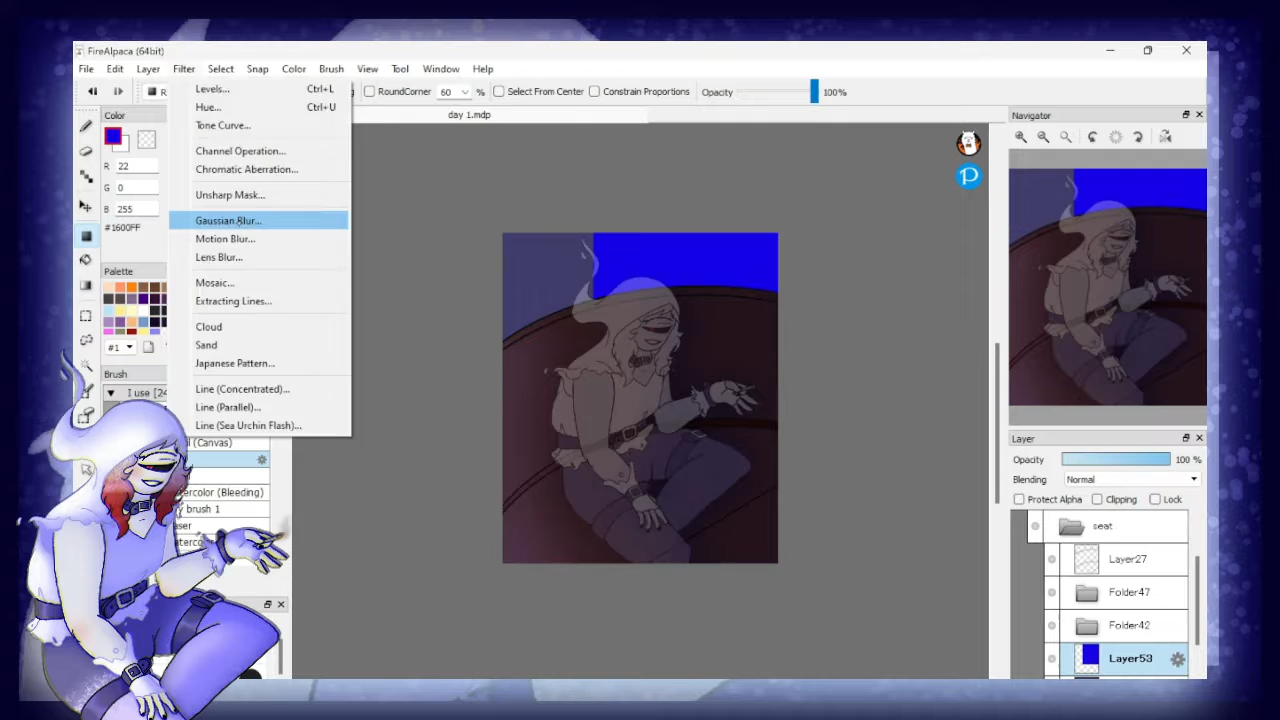 FireAlpaca (64bit)
File Edit Layer Filter Select Snap Color Brush View Tool Window Help
RoundCorner 60 % Select From Center Constrain Proportions Opacity 100%
day 1.mdp
Levels... Ctrl+L
Hue... Ctrl+U
Tone Curve...
Channel Operation...
Chromatic Aberration...
Unsharp Mask...
Gaussian Blur...
Motion Blur...
Lens Blur...
Mosaic...
Extracting Lines...
Cloud
Sand
Japanese Pattern...
Line (Concentrated)...
Line (Parallel)...
Line (Sea Urchin Flash)...
Color
R 22
G 0
B 255
#1600FF
Palette
#1
Brush
I use [24
(Canvas)
(Bleeding)
brush 1
Navigator
Layer
Opacity 100 %
Blending Normal
Protect Alpha Clipping Lock
seat
Layer27
Folder47
Folder42
Layer53